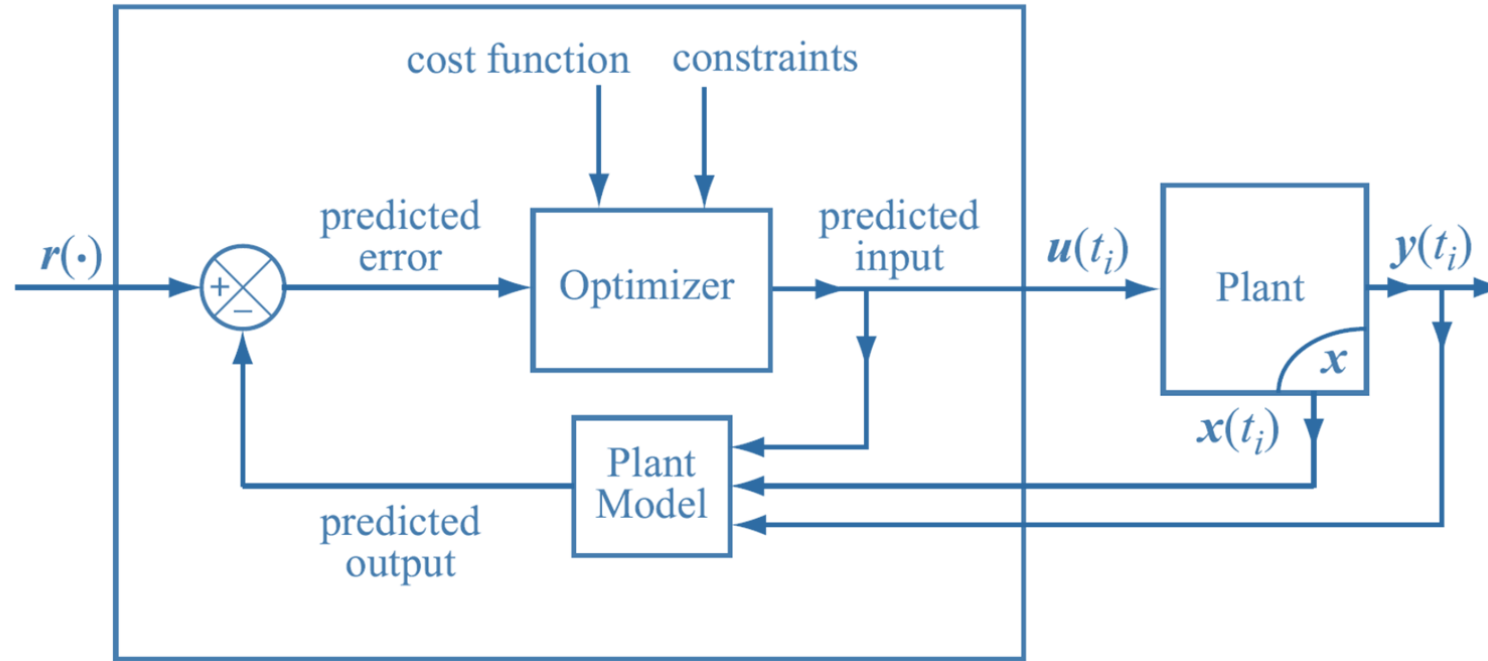 cost function
constraints
predicted
error
predicted
input
r(·)
+
−
Optimizer
u(tᵢ)
Plant
x
y(tᵢ)
x(tᵢ)
Plant
Model
predicted
output